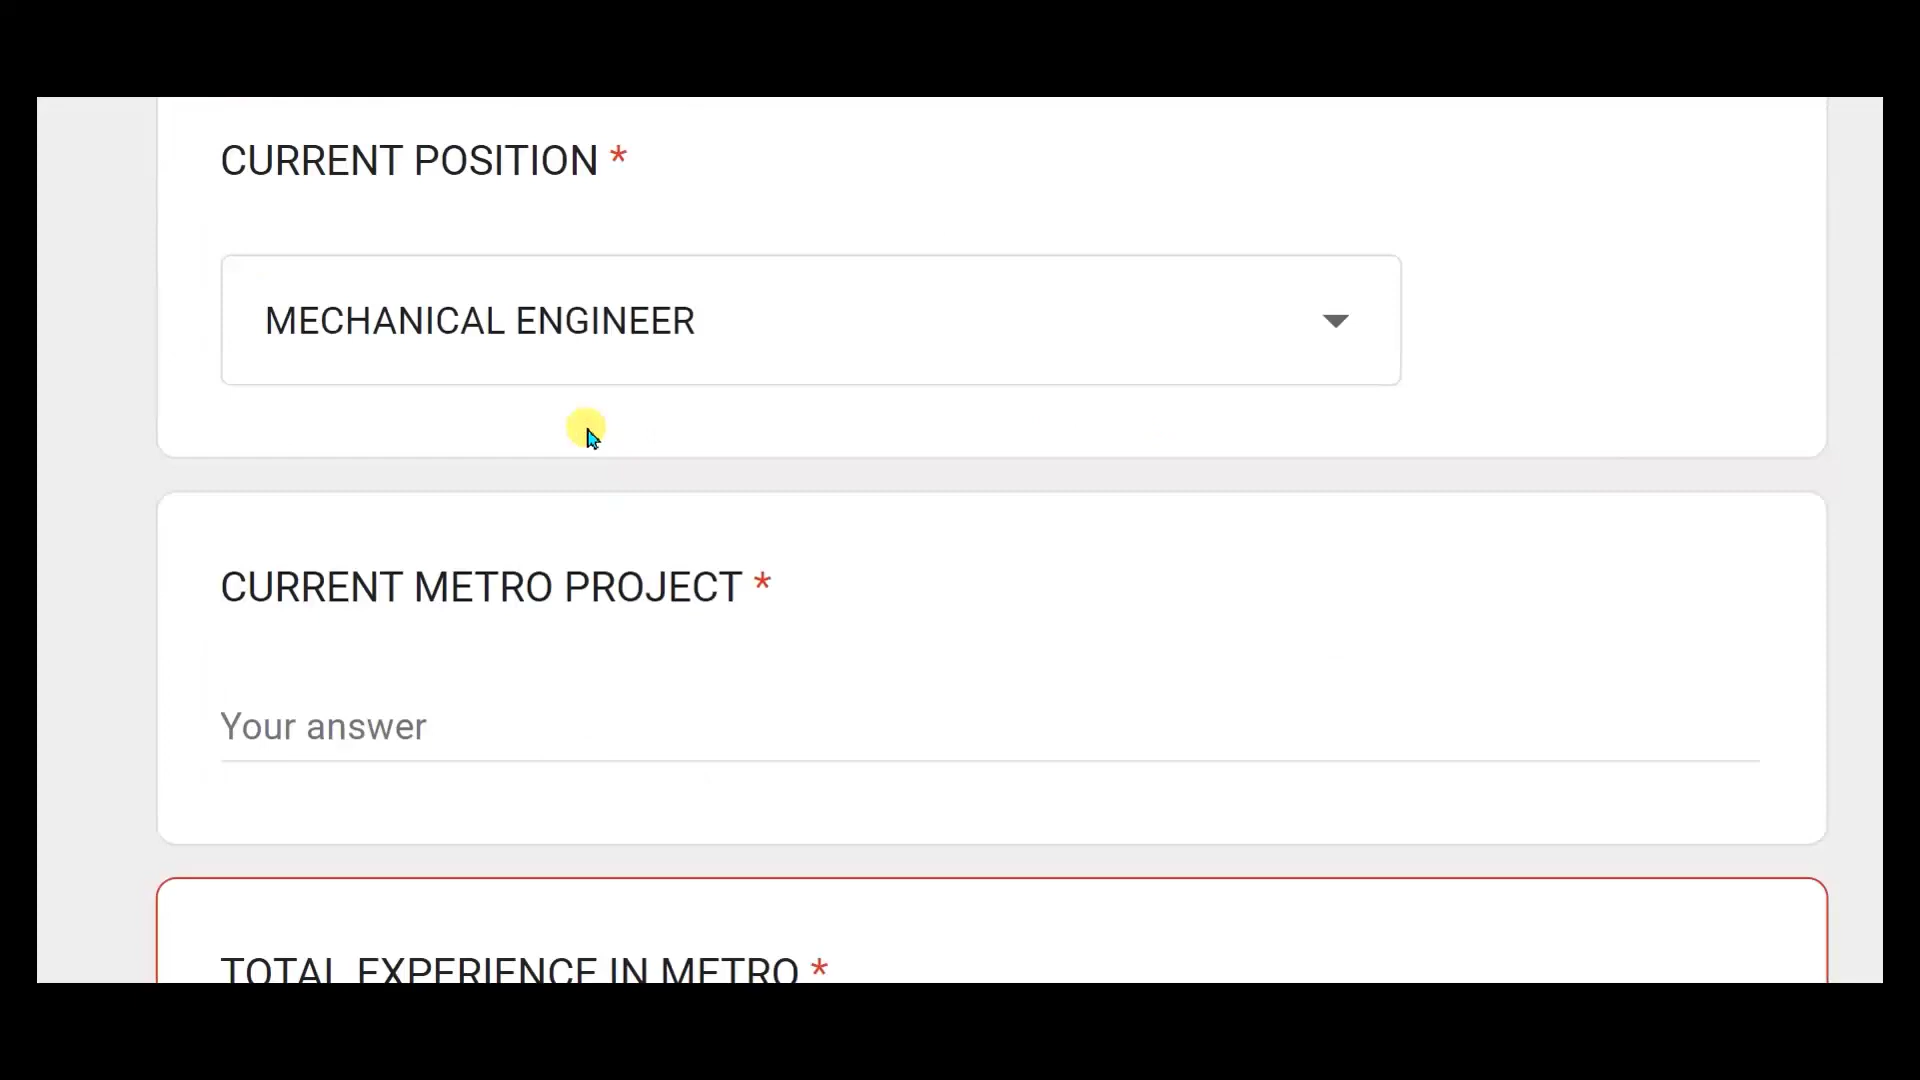 CURRENT POSITION *
MECHANICAL ENGINEER
CURRENT METRO PROJECT *
Your answer
TOTAL EXPERIENCE IN METRO *